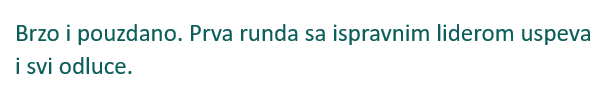 Brzo i pouzdano. Prva runda sa ispravnim liderom uspeva
i svi odluce.